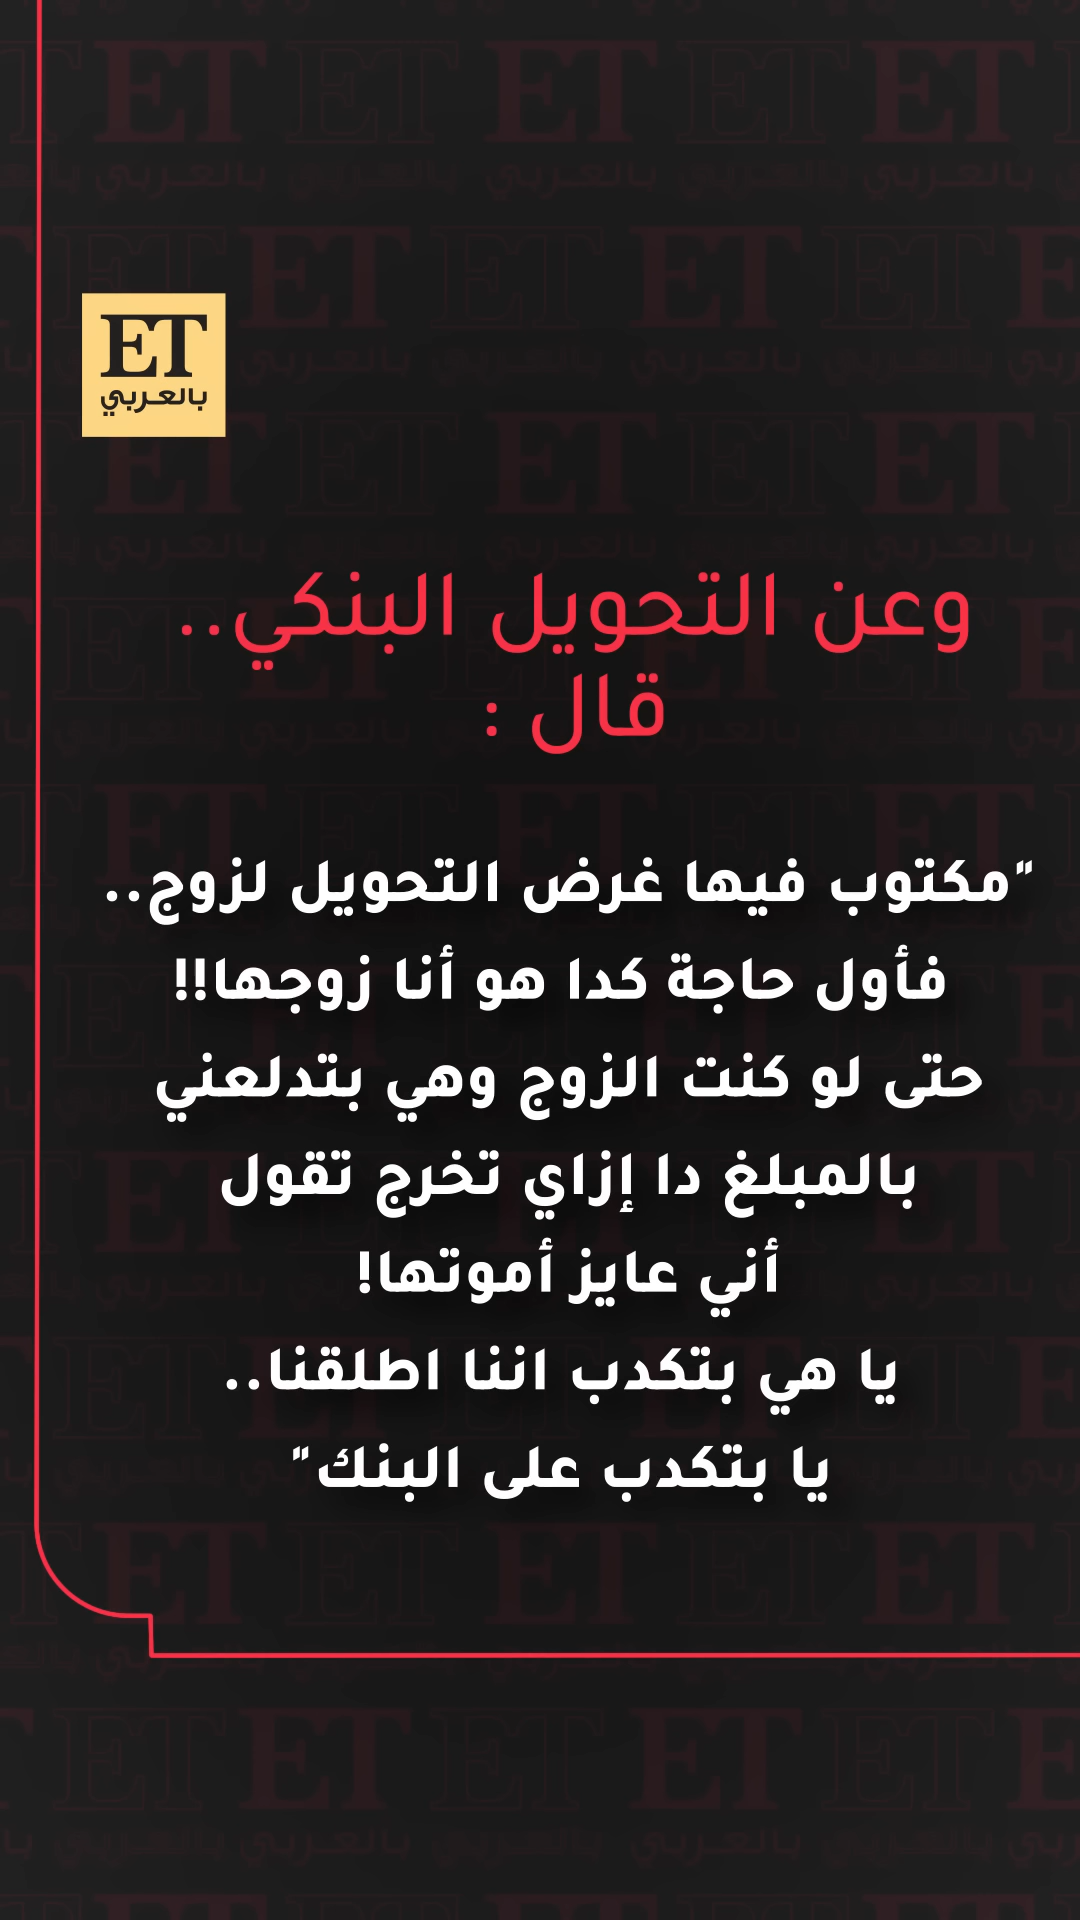 ET
بالعربي
وعن التحويل البنكي..
قال :
"مكتوب فيها غرض التحويل لزوج..
فأول حاجة كدا هو أنا زوجها!!
حتى لو كنت الزوج وهي بتدلعني
بالمبلغ دا إزاي تخرج تقول
أني عايز أموتها!
يا هي بتكدب اننا اطلقنا..
يا بتكدب على البنك"